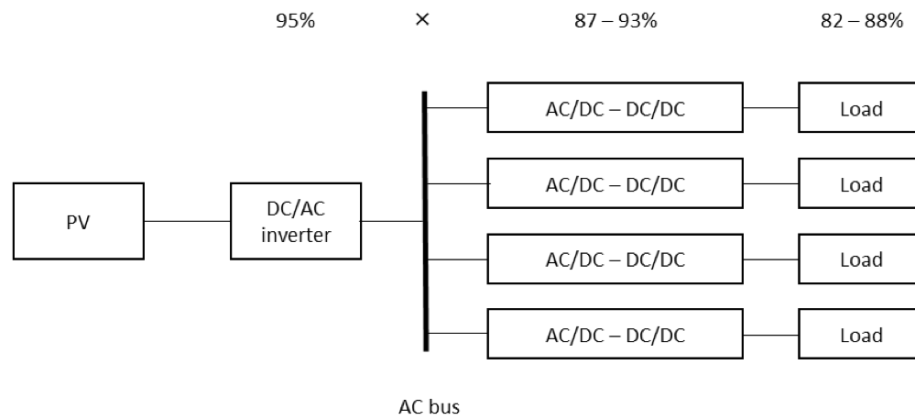 95% × 87 – 93% 82 – 88%
AC/DC – DC/DC Load
AC/DC – DC/DC Load
PV
DC/AC
inverter
AC/DC – DC/DC Load
AC/DC – DC/DC Load
AC bus